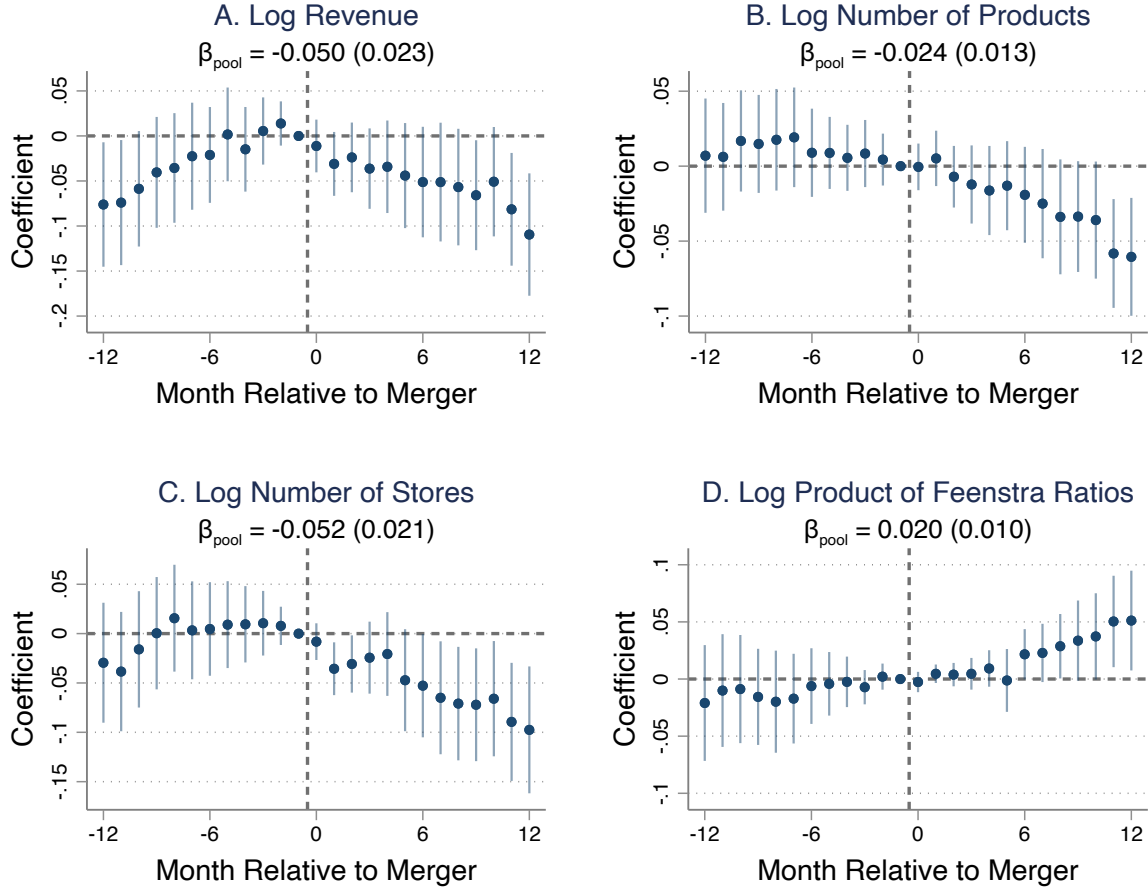 A. Log Revenue
β_pool = -0.050 (0.023)
Coefficient
.05
0
-.05
-.1
-.15
-.2
-12
-6
0
6
12
Month Relative to Merger
B. Log Number of Products
β_pool = -0.024 (0.013)
Coefficient
.05
0
-.05
-.1
-12
-6
0
6
12
Month Relative to Merger
C. Log Number of Stores
β_pool = -0.052 (0.021)
Coefficient
.05
0
-.05
-.1
-.15
-12
-6
0
6
12
Month Relative to Merger
D. Log Product of Feenstra Ratios
β_pool = 0.020 (0.010)
Coefficient
.1
.05
0
-.05
-.1
-12
-6
0
6
12
Month Relative to Merger